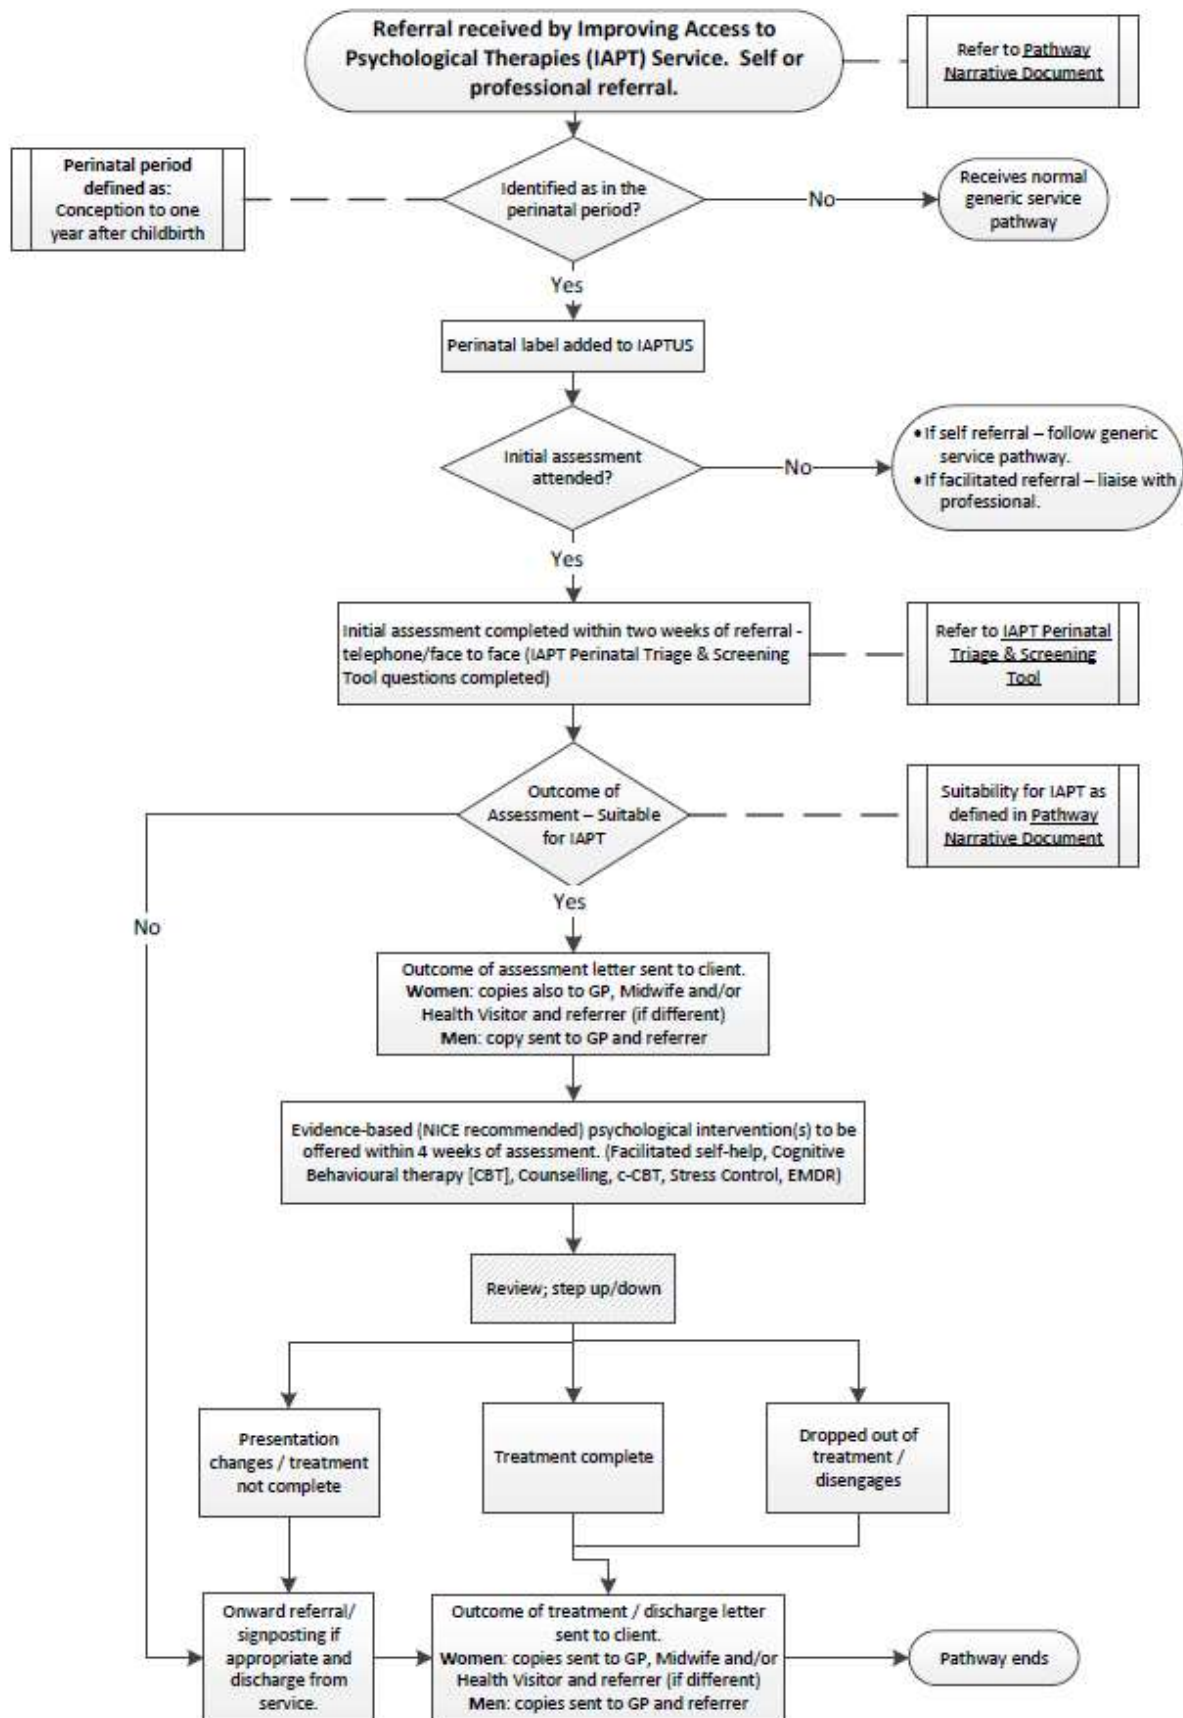 Referral received by Improving Access to
Psychological Therapies (IAPT) Service.  Self or
professional referral.
Refer to Pathway
Narrative Document
Perinatal period
defined as:
Conception to one
year after childbirth
Identified as in the
perinatal period?
No
Receives normal
generic service
pathway
Yes
Perinatal label added to IAPTUS
Initial assessment
attended?
No
• If self referral – follow generic
service pathway.
• If facilitated referral – liaise with
professional.
Yes
Initial assessment completed within two weeks of referral -
telephone/face to face (IAPT Perinatal Triage & Screening
Tool questions completed)
Refer to IAPT Perinatal
Triage & Screening
Tool
Outcome of
Assessment – Suitable
for IAPT
Suitability for IAPT as
defined in Pathway
Narrative Document
No
Yes
Outcome of assessment letter sent to client.
Women: copies also to GP, Midwife and/or
Health Visitor and referrer (if different)
Men: copy sent to GP and referrer
Evidence-based (NICE recommended) psychological intervention(s) to be
offered within 4 weeks of assessment. (Facilitated self-help, Cognitive
Behavioural therapy [CBT], Counselling, c-CBT, Stress Control, EMDR)
Review; step up/down
Presentation
changes / treatment
not complete
Treatment complete
Dropped out of
treatment /
disengages
Onward referral/
signposting if
appropriate and
discharge from
service.
Outcome of treatment / discharge letter
sent to client.
Women: copies sent to GP, Midwife and/or
Health Visitor and referrer (if different)
Men: copies sent to GP and referrer
Pathway ends